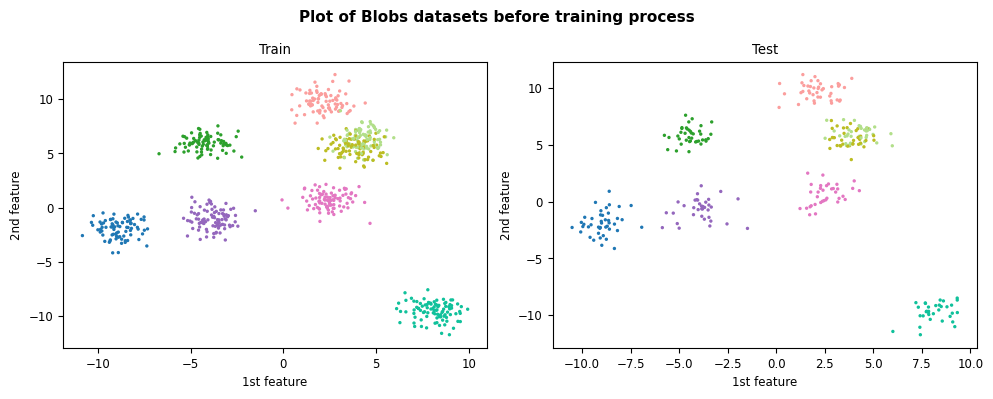 Plot of Blobs datasets before training process
Train
2nd feature
10
5
0
−5
−10
−10 −5 0 5 10
1st feature
Test
2nd feature
10
5
0
−5
−10
−10.0 −7.5 −5.0 −2.5 0.0 2.5 5.0 7.5 10.0
1st feature